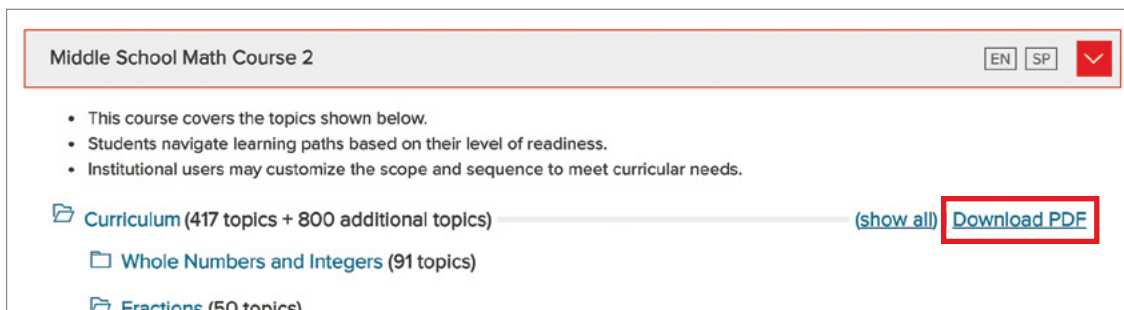 Middle School Math Course 2 EN SP
• This course covers the topics shown below.
• Students navigate learning paths based on their level of readiness.
• Institutional users may customize the scope and sequence to meet curricular needs.
Curriculum (417 topics + 800 additional topics) (show all) | Download PDF
Whole Numbers and Integers (91 topics)
Fractions (50 topics)